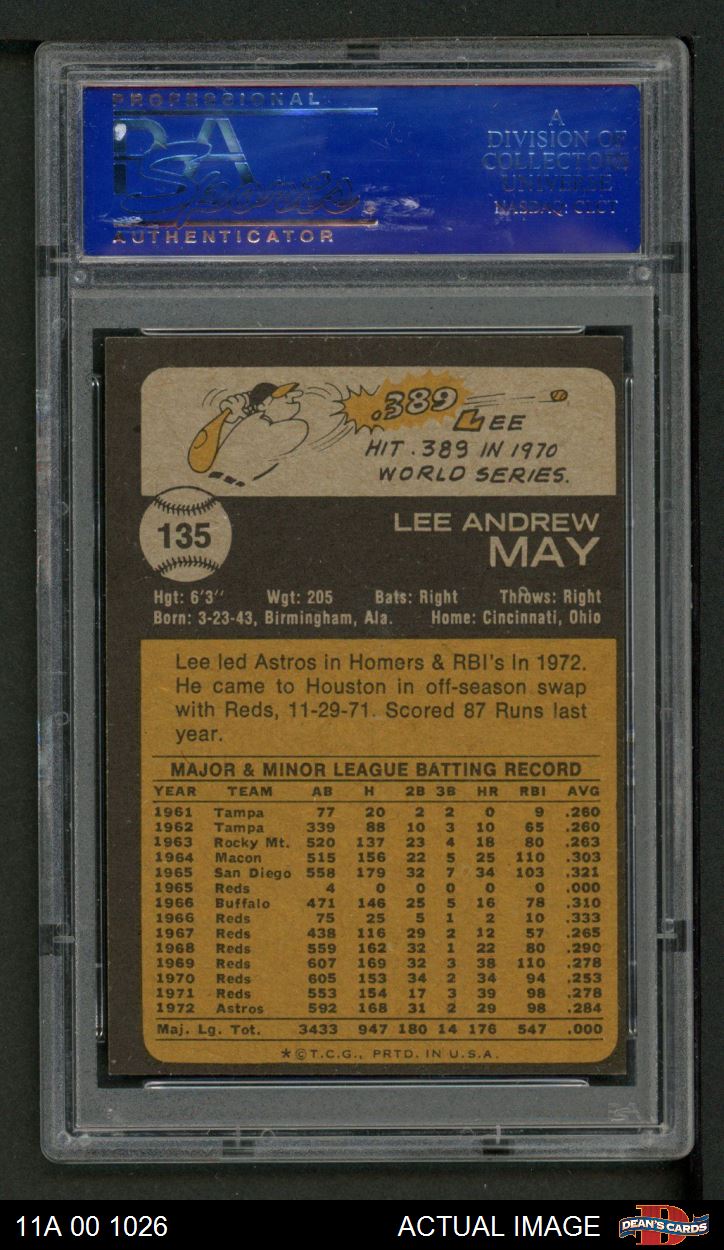 PROFESSIONAL
PSA
Sports
AUTHENTICATOR
A
DIVISION OF
COLLECTORS
UNIVERSE
NASDAQ: CLCT
.389
LEE
HIT .389 IN 1970
WORLD SERIES.
135
LEE ANDREW
MAY
Hgt: 6'3" Wgt: 205 Bats: Right Throws: Right
Born: 3-23-43, Birmingham, Ala. Home: Cincinnati, Ohio
Lee led Astros in Homers & RBI's In 1972.
He came to Houston in off-season swap
with Reds, 11-29-71. Scored 87 Runs last
year.
MAJOR & MINOR LEAGUE BATTING RECORD
YEAR TEAM AB H 2B 3B HR RBI AVG
1961 Tampa 77 20 2 2 0 9 .260
1962 Tampa 339 88 10 3 10 65 .260
1963 Rocky Mt. 520 137 23 4 18 80 .263
1964 Macon 515 156 22 5 25 110 .303
1965 San Diego 558 179 32 7 34 103 .321
1965 Reds 4 0 0 0 0 0 .000
1966 Buffalo 471 146 25 5 16 78 .310
1966 Reds 75 25 5 1 2 10 .333
1967 Reds 438 116 29 2 12 57 .265
1968 Reds 559 162 32 1 22 80 .290
1969 Reds 607 169 32 3 38 110 .278
1970 Reds 605 153 34 2 34 94 .253
1971 Reds 553 154 17 3 39 98 .278
1972 Astros 592 168 31 2 29 98 .284
Maj. Lg. Tot. 3433 947 180 14 176 547 .000
*©T.C.G., PRTD. IN U.S.A.
11A 00 1026 ACTUAL IMAGE
DEAN'S CARDS